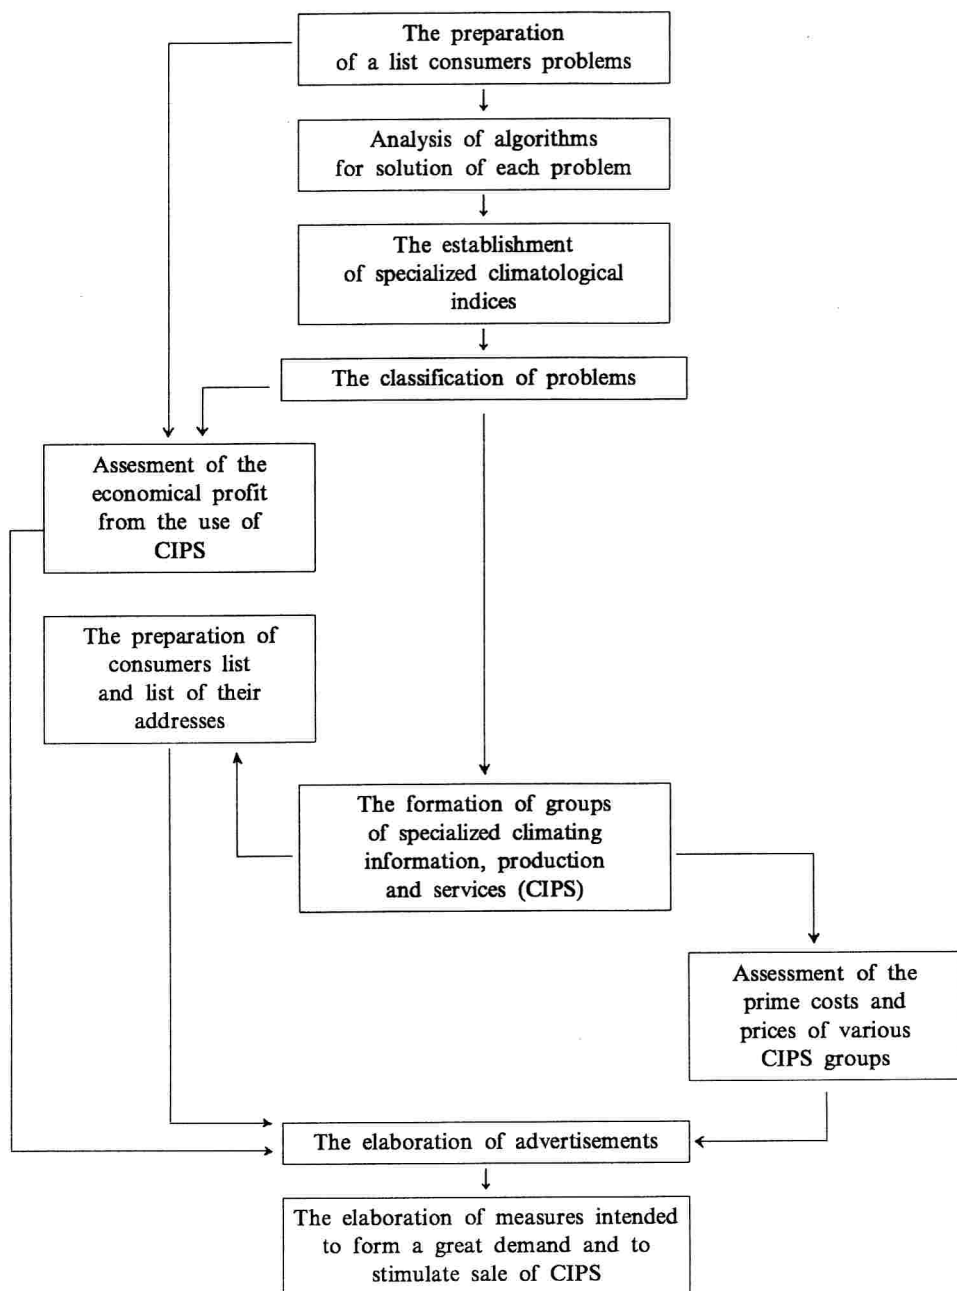 The preparation
of a list consumers problems
Analysis of algorithms
for solution of each problem
The establishment
of specialized climatological
indices
The classification of problems
Assesment of the
economical profit
from the use of
CIPS
The preparation of
consumers list
and list of their
addresses
The formation of groups
of specialized climating
information, production
and services (CIPS)
Assessment of the
prime costs and
prices of various
CIPS groups
The elaboration of advertisements
The elaboration of measures intended
to form a great demand and to
stimulate sale of CIPS